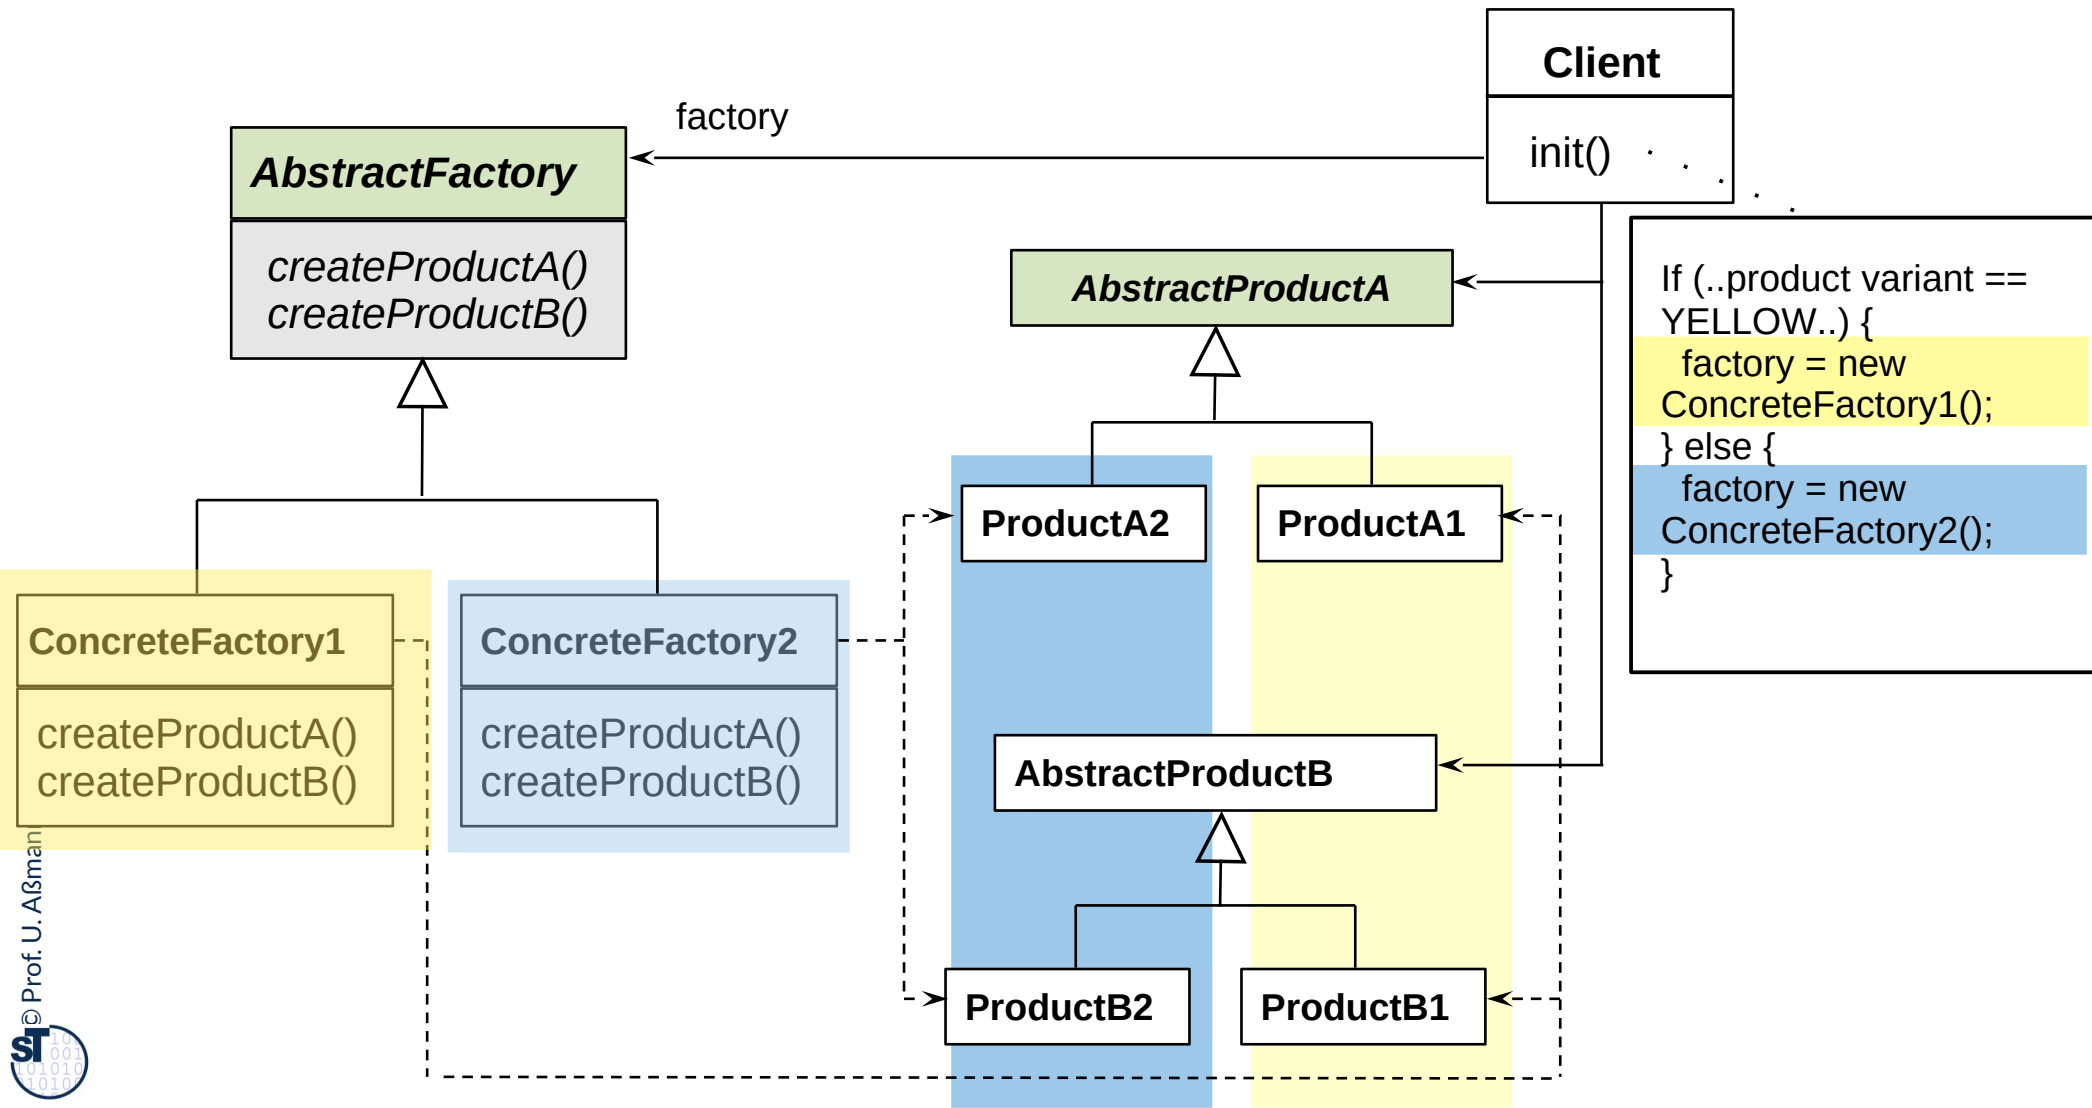 Client
init()
factory
AbstractFactory
createProductA()
createProductB()
AbstractProductA
If (..product variant ==
YELLOW..) {
factory = new
ConcreteFactory1();
} else {
factory = new
ConcreteFactory2();
}
ProductA2
ProductA1
ConcreteFactory1
createProductA()
createProductB()
ConcreteFactory2
createProductA()
createProductB()
AbstractProductB
ProductB2
ProductB1
© Prof. U. Aßman
ST